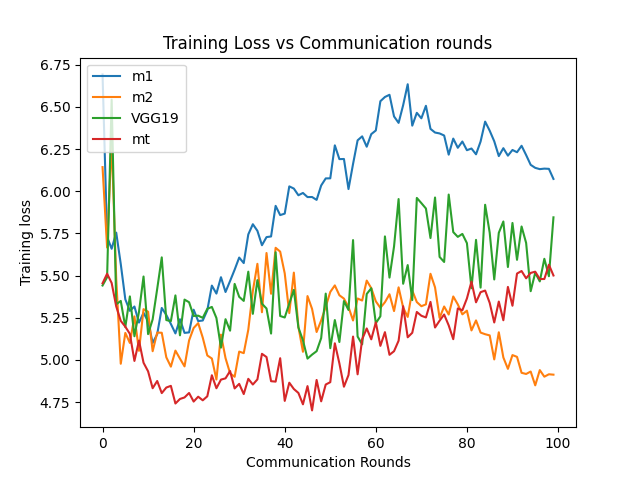 Training Loss vs Communication rounds
6.75
6.50
6.25
6.00
5.75
5.50
5.25
5.00
4.75
Training loss
m1
m2
VGG19
mt
0 20 40 60 80 100
Communication Rounds